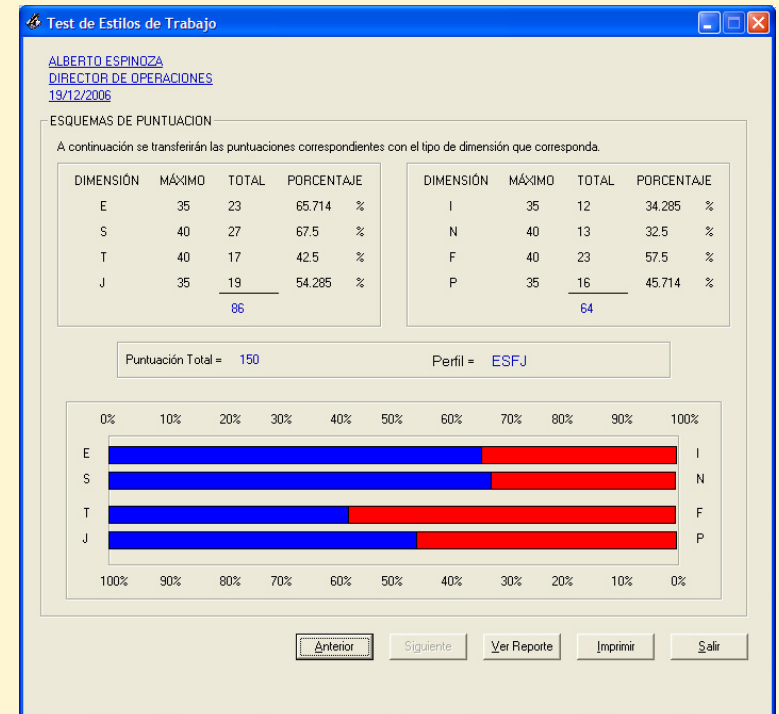 Test de Estilos de Trabajo
ALBERTO ESPINOZA
DIRECTOR DE OPERACIONES
19/12/2006
ESQUEMAS DE PUNTUACION
A continuación se transferirán las puntuaciones correspondientes con el tipo de dimensión que corresponda.
DIMENSIÓN MÁXIMO TOTAL PORCENTAJE
E 35 23 65.714 %
S 40 27 67.5 %
T 40 17 42.5 %
J 35 19 54.285 %
86
DIMENSIÓN MÁXIMO TOTAL PORCENTAJE
I 35 12 34.285 %
N 40 13 32.5 %
F 40 23 57.5 %
P 35 16 45.714 %
64
Puntuación Total = 150 Perfil = ESFJ
0% 10% 20% 30% 40% 50% 60% 70% 80% 90% 100%
E I
S N
T F
J P
100% 90% 80% 70% 60% 50% 40% 30% 20% 10% 0%
Anterior Siguiente Ver Reporte Imprimir Salir